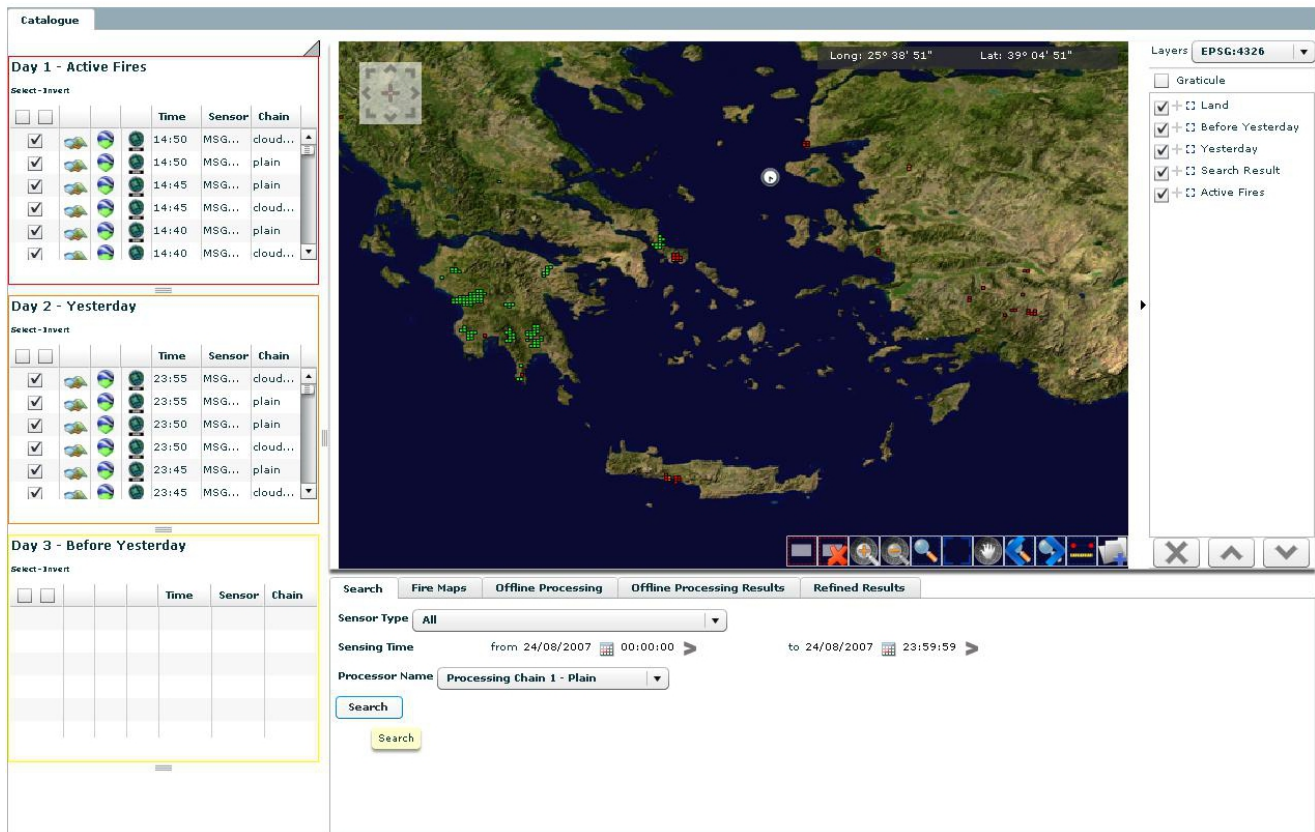 Catalogue
Day 1 - Active Fires
Select-Invert
Time Sensor Chain
14:50 MSG... cloud...
14:50 MSG... plain
14:45 MSG... plain
14:45 MSG... cloud...
14:40 MSG... plain
14:40 MSG... cloud...
Day 2 - Yesterday
Select-Invert
Time Sensor Chain
23:55 MSG... cloud...
23:55 MSG... plain
23:50 MSG... plain
23:50 MSG... cloud...
23:45 MSG... plain
23:45 MSG... cloud...
Day 3 - Before Yesterday
Select-Invert
Time Sensor Chain
Long: 25° 38' 51" Lat: 39° 04' 51"
Layers EPSG:4326
Graticule
Land
Before Yesterday
Yesterday
Search Result
Active Fires
Search Fire Maps Offline Processing Offline Processing Results Refined Results
Sensor Type All
Sensing Time from 24/08/2007 00:00:00 to 24/08/2007 23:59:59
Processor Name Processing Chain 1 - Plain
Search
Search